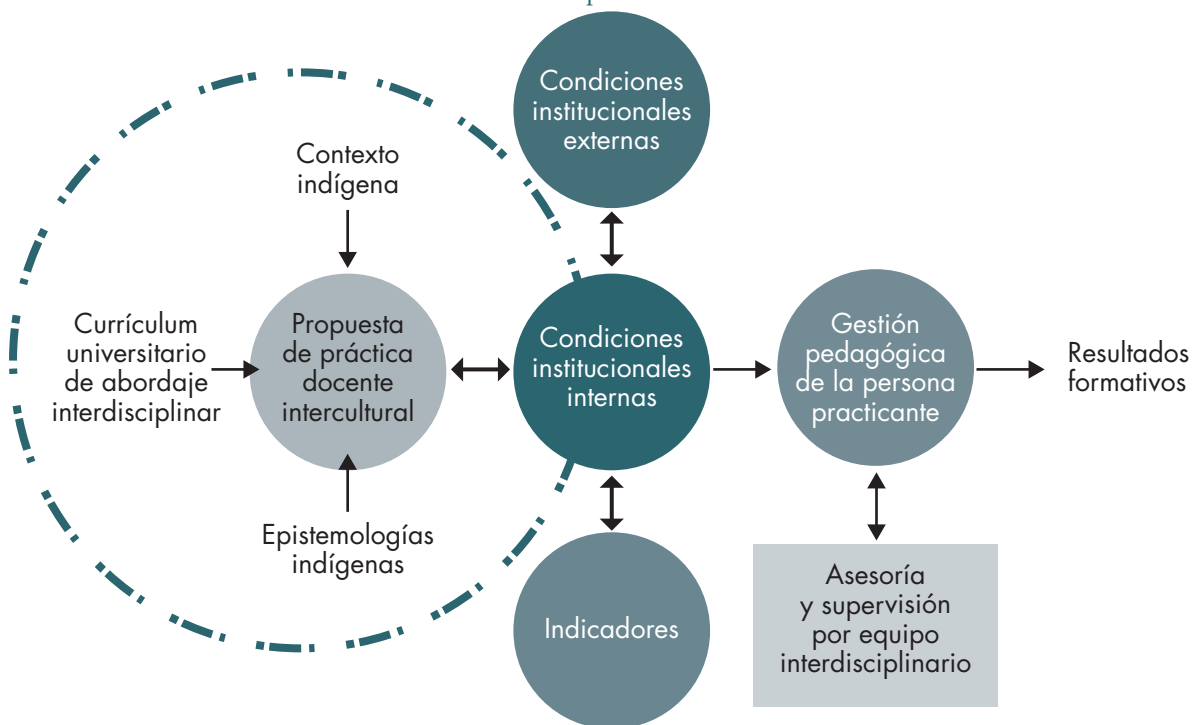 Condiciones
institucionales
externas
Contexto
indígena
Currículum
universitario
de abordaje
interdisciplinar
Propuesta
de práctica
docente
intercultural
Condiciones
institucionales
internas
Gestión
pedagógica
de la persona
practicante
Resultados
formativos
Epistemologías
indígenas
Indicadores
Asesoría
y supervisión
por equipo
interdisciplinario